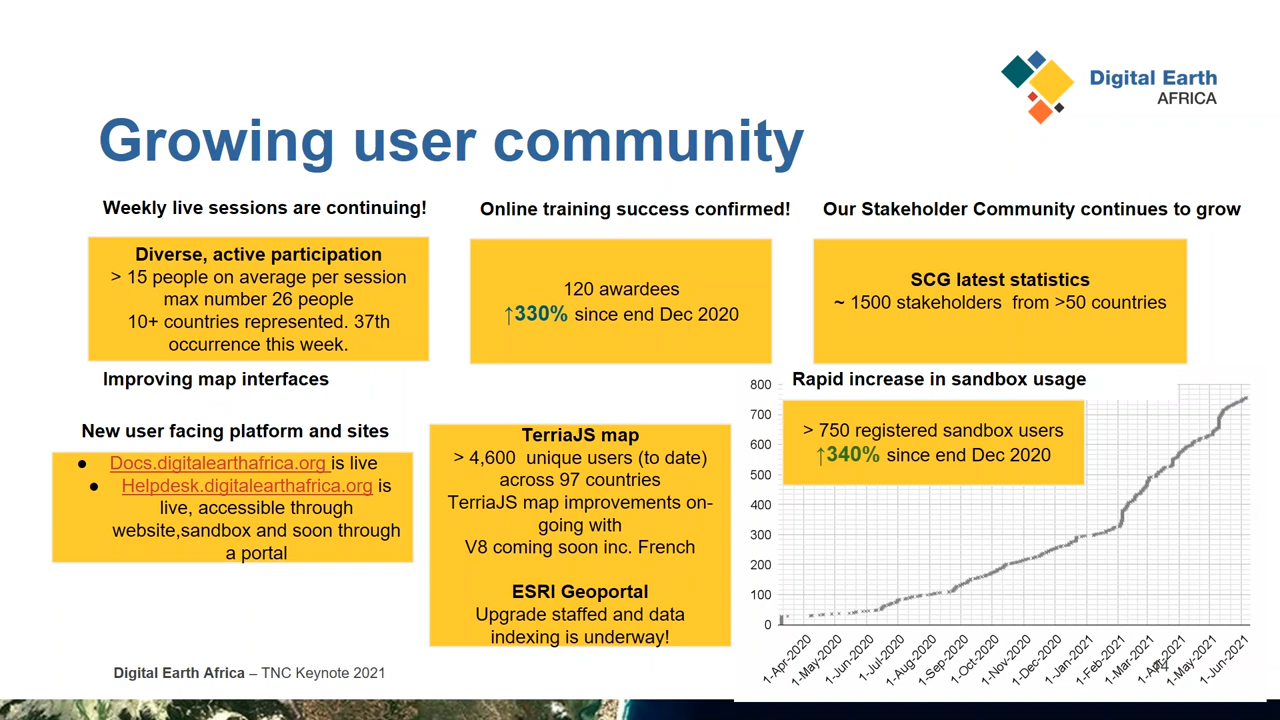 Digital Earth
AFRICA
Growing user community
Weekly live sessions are continuing!
Diverse, active participation
> 15 people on average per session
max number 26 people
10+ countries represented. 37th
occurrence this week.
Online training success confirmed!
120 awardees
↑330% since end Dec 2020
Our Stakeholder Community continues to grow
SCG latest statistics
~ 1500 stakeholders from >50 countries
Improving map interfaces
New user facing platform and sites
● Docs.digitalearthafrica.org is live
● Helpdesk.digitalearthafrica.org is
live, accessible through
website,sandbox and soon through
a portal
TerriaJS map
> 4,600 unique users (to date)
across 97 countries
TerriaJS map improvements on-
going with
V8 coming soon inc. French
ESRI Geoportal
Upgrade staffed and data
indexing is underway!
Rapid increase in sandbox usage
> 750 registered sandbox users
↑340% since end Dec 2020
800
700
600
500
400
300
200
100
0
1-Apr-2020
1-May-2020
1-Jun-2020
1-Jul-2020
1-Aug-2020
1-Sep-2020
1-Oct-2020
1-Nov-2020
1-Dec-2020
1-Jan-2021
1-Feb-2021
1-Mar-2021
1-Apr-2021
1-May-2021
1-Jun-2021
Digital Earth Africa – TNC Keynote 2021